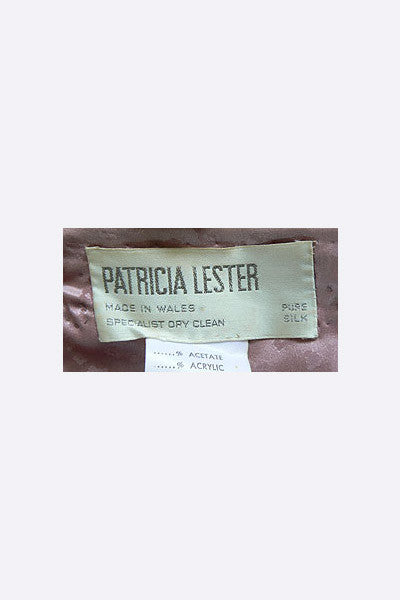 PATRICIA LESTER
MADE IN WALES
SPECIALIST DRY CLEAN
PURE
SILK
......% ACETATE
......% ACRYLIC